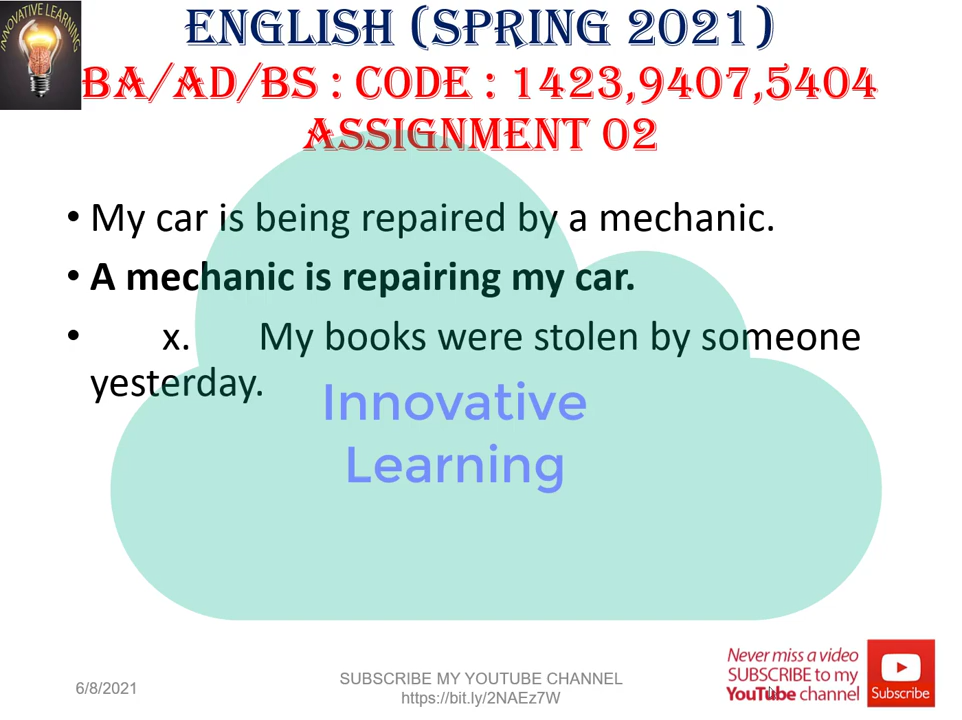 INNOVATIVE LEARNING
ENGLISH (SPRING 2021)
BA/AD/BS : CODE : 1423,9407,5404
ASSIGNMENT 02
• My car is being repaired by a mechanic.
• A mechanic is repairing my car.
• x. My books were stolen by someone
yesterday.
Innovative
Learning
6/8/2021
SUBSCRIBE MY YOUTUBE CHANNEL
https://bit.ly/2NAEz7W
Never miss a video
SUBSCRIBE to my
YouTube channel
Subscribe